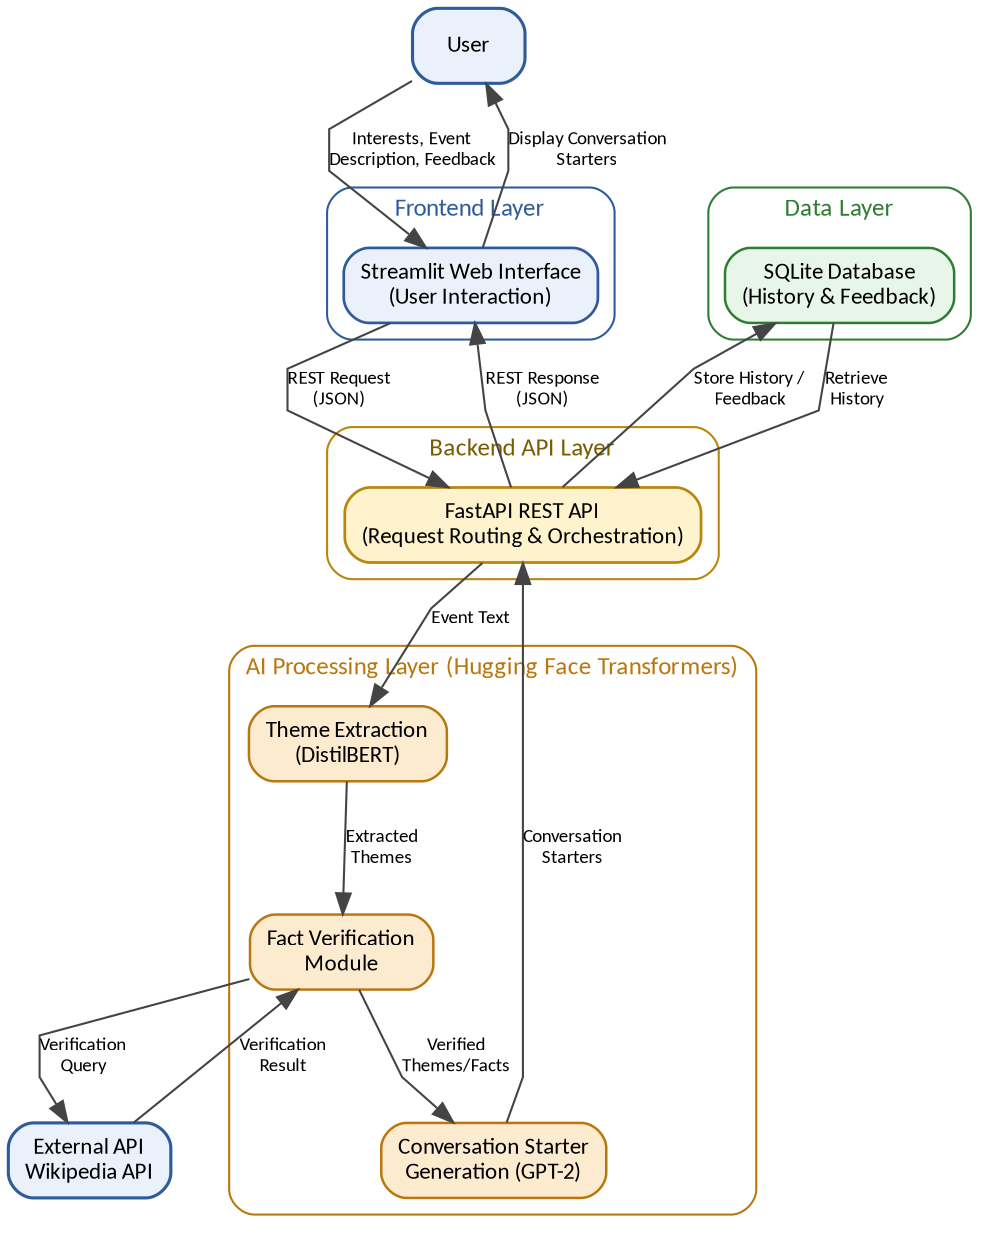 User
Interests, Event
Description, Feedback
Display Conversation
Starters
Frontend Layer
Streamlit Web Interface
(User Interaction)
Data Layer
SQLite Database
(History & Feedback)
REST Request
(JSON)
REST Response
(JSON)
Store History /
Feedback
Retrieve
History
Backend API Layer
FastAPI REST API
(Request Routing & Orchestration)
Event Text
AI Processing Layer (Hugging Face Transformers)
Theme Extraction
(DistilBERT)
Extracted
Themes
Conversation
Starters
Fact Verification
Module
Verification
Query
Verification
Result
Verified
Themes/Facts
External API
Wikipedia API
Conversation Starter
Generation (GPT-2)